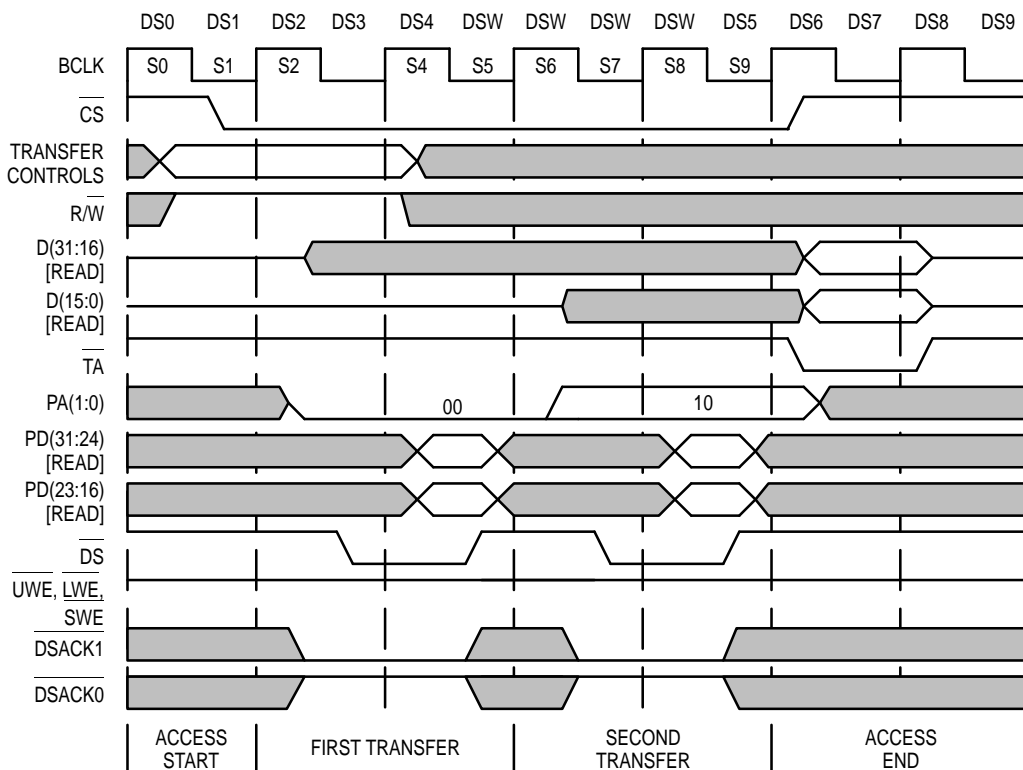 DS0 DS1 DS2 DS3 DS4 DSW DSW DSW DSW DS5 DS6 DS7 DS8 DS9
BCLK S0 S1 S2 S4 S5 S6 S7 S8 S9
CS
TRANSFER
CONTROLS
R/W
D(31:16)
[READ]
D(15:0)
[READ]
TA
PA(1:0) 00 10
PD(31:24)
[READ]
PD(23:16)
[READ]
DS
UWE, LWE,
SWE
DSACK1
DSACK0
ACCESS
START
FIRST TRANSFER
SECOND
TRANSFER
ACCESS
END